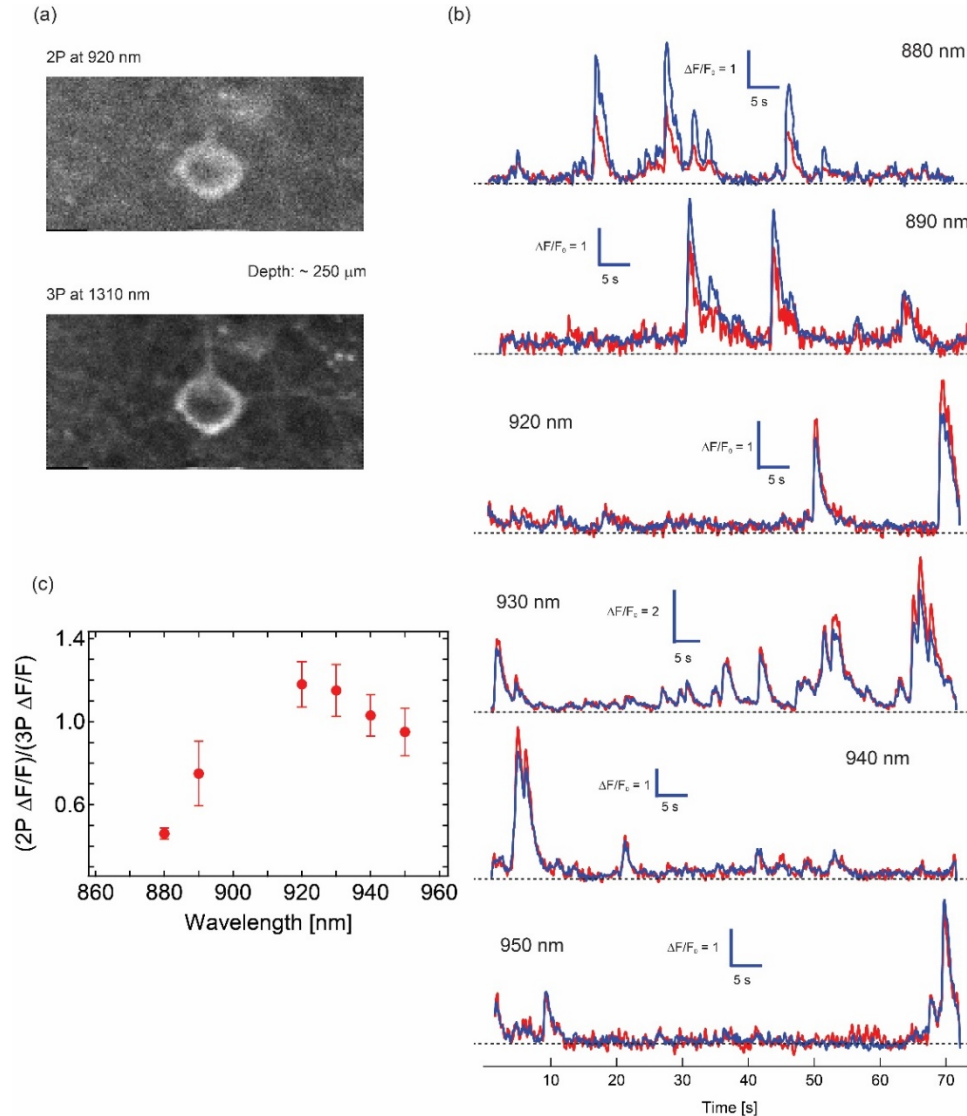 (a)
2P at 920 nm
Depth: ~ 250 μm
3P at 1310 nm
(b)
880 nm
ΔF/F₀ = 1
5 s
890 nm
ΔF/F₀ = 1
5 s
920 nm
ΔF/F₀ = 1
5 s
930 nm
ΔF/F₀ = 2
5 s
940 nm
ΔF/F₀ = 1
5 s
950 nm
ΔF/F₀ = 1
5 s
10 20 30 40 50 60 70
Time [s]
(c)
(2P ΔF/F)/(3P ΔF/F)
1.4
1.0
0.6
860 880 900 920 940 960
Wavelength [nm]